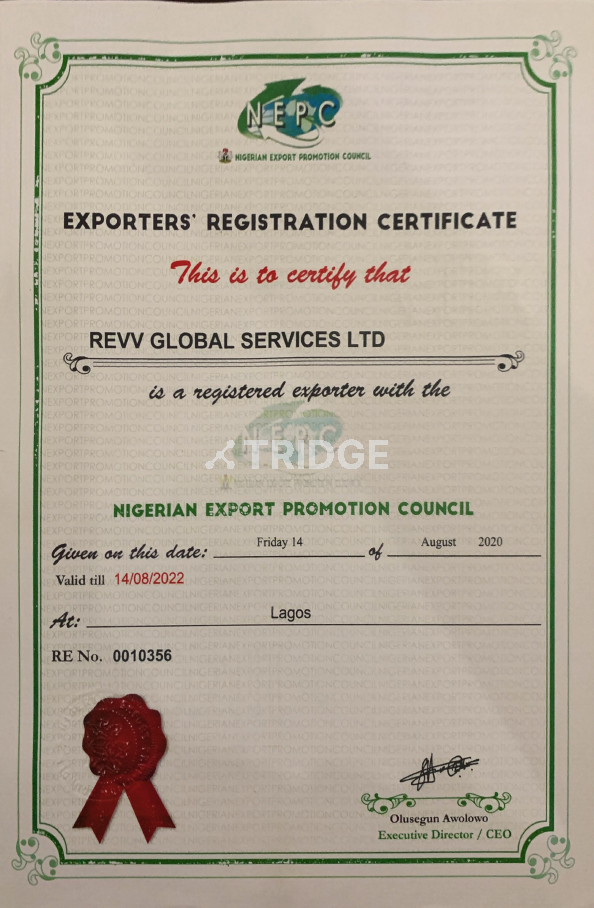 NEPC
NIGERIAN EXPORT PROMOTION COUNCIL
EXPORTERS' REGISTRATION CERTIFICATE
This is to certify that
REVV GLOBAL SERVICES LTD
is a registered exporter with the
NEPC
TRIDGE
NIGERIAN EXPORT PROMOTION COUNCIL
Given on this date: Friday 14 of August 2020
Valid till 14/08/2022
At: Lagos
RE No. 0010356
Olusegun Awolowo
Executive Director / CEO